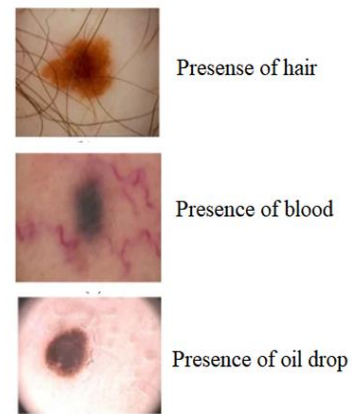 Presense of hair
Presence of blood
Presence of oil drop